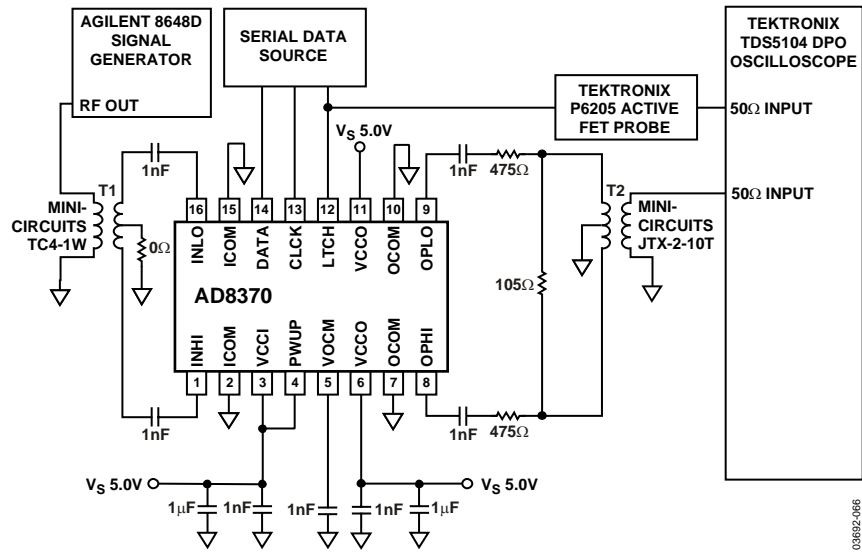 AGILENT 8648D
SIGNAL
GENERATOR
RF OUT
SERIAL DATA
SOURCE
TEKTRONIX
TDS5104 DPO
OSCILLOSCOPE
TEKTRONIX
P6205 ACTIVE
FET PROBE
50Ω INPUT
50Ω INPUT
VS 5.0V
1nF
1nF
475Ω
T1
MINI-
CIRCUITS
TC4-1W
0Ω
T2
MINI-
CIRCUITS
JTX-2-10T
105Ω
16
15
14
13
12
11
10
9
INLO
ICOM
DATA
CLCK
LTCH
VCCO
OCOM
OPLO
AD8370
INHI
ICOM
VCCI
PWUP
VOCM
VCCO
OCOM
OPHI
1
2
3
4
5
6
7
8
1nF
1nF
475Ω
VS 5.0V
VS 5.0V
1μF
1nF
1nF
1nF
1μF
03692-066